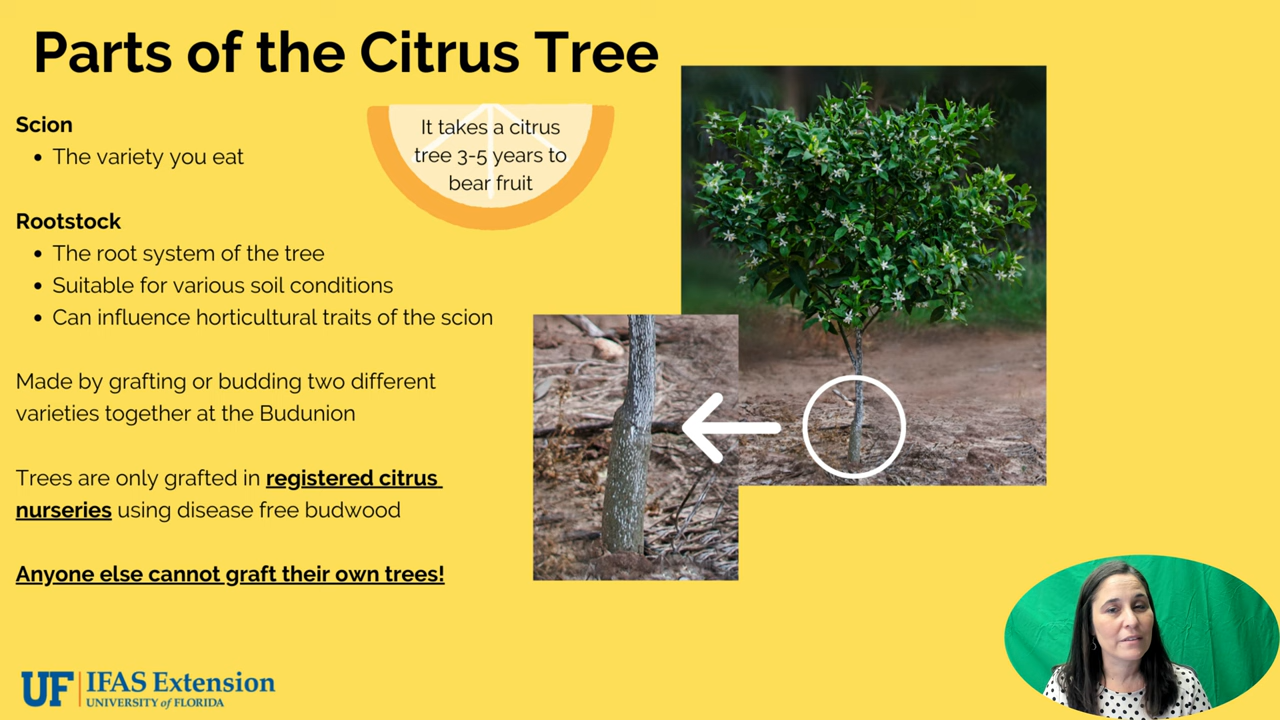 Parts of the Citrus Tree
Scion
• The variety you eat
It takes a citrus
tree 3-5 years to
bear fruit
Rootstock
• The root system of the tree
• Suitable for various soil conditions
• Can influence horticultural traits of the scion
Made by grafting or budding two different
varieties together at the Budunion
Trees are only grafted in registered citrus
nurseries using disease free budwood
Anyone else cannot graft their own trees!
UF IFAS Extension
UNIVERSITY of FLORIDA